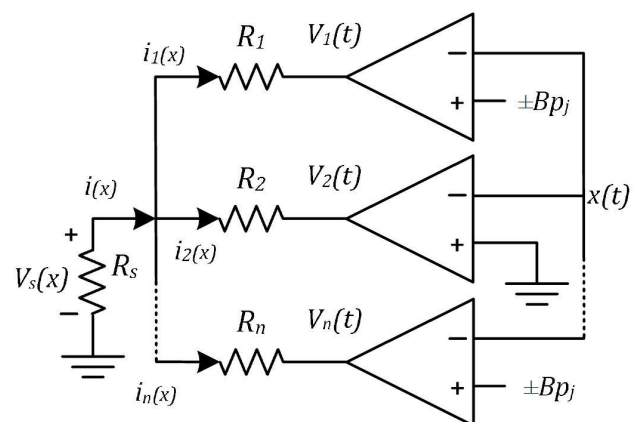 i₁(x) R₁ V₁(t)
−
+ ±Bpⱼ
R₂ V₂(t)
i(x) − x(t)
+ i₂(x) +
Vₛ(x) Rₛ
− Rₙ Vₙ(t)
−
iₙ(x) + ±Bpⱼ